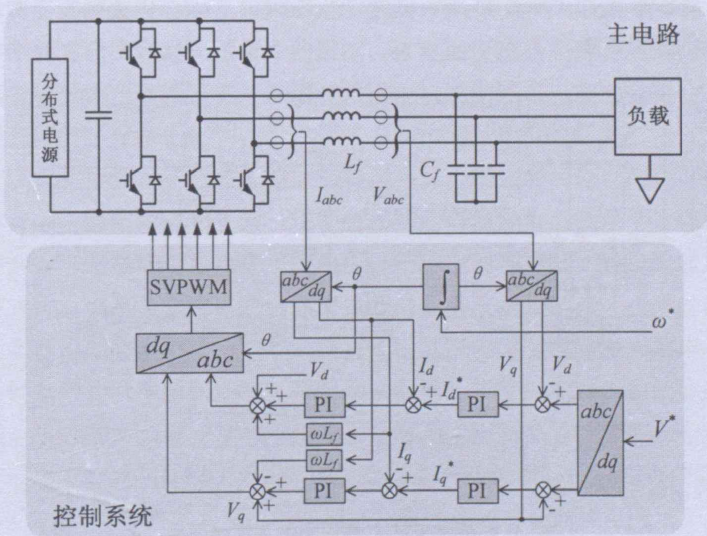 主电路
分布式电源
负载
L_f
C_f
I_abc
V_abc
SVPWM
abc
dq
θ
∫
θ
abc
dq
ω*
dq
abc
θ
V_d
I_d
I_d*
V_q
V_d
+
+
+
PI
-
+
PI
-
+
abc
dq
V*
ωL_f
ωL_f
I_q
I_q*
-
+
+
PI
-
+
PI
+
-
V_q
控制系统